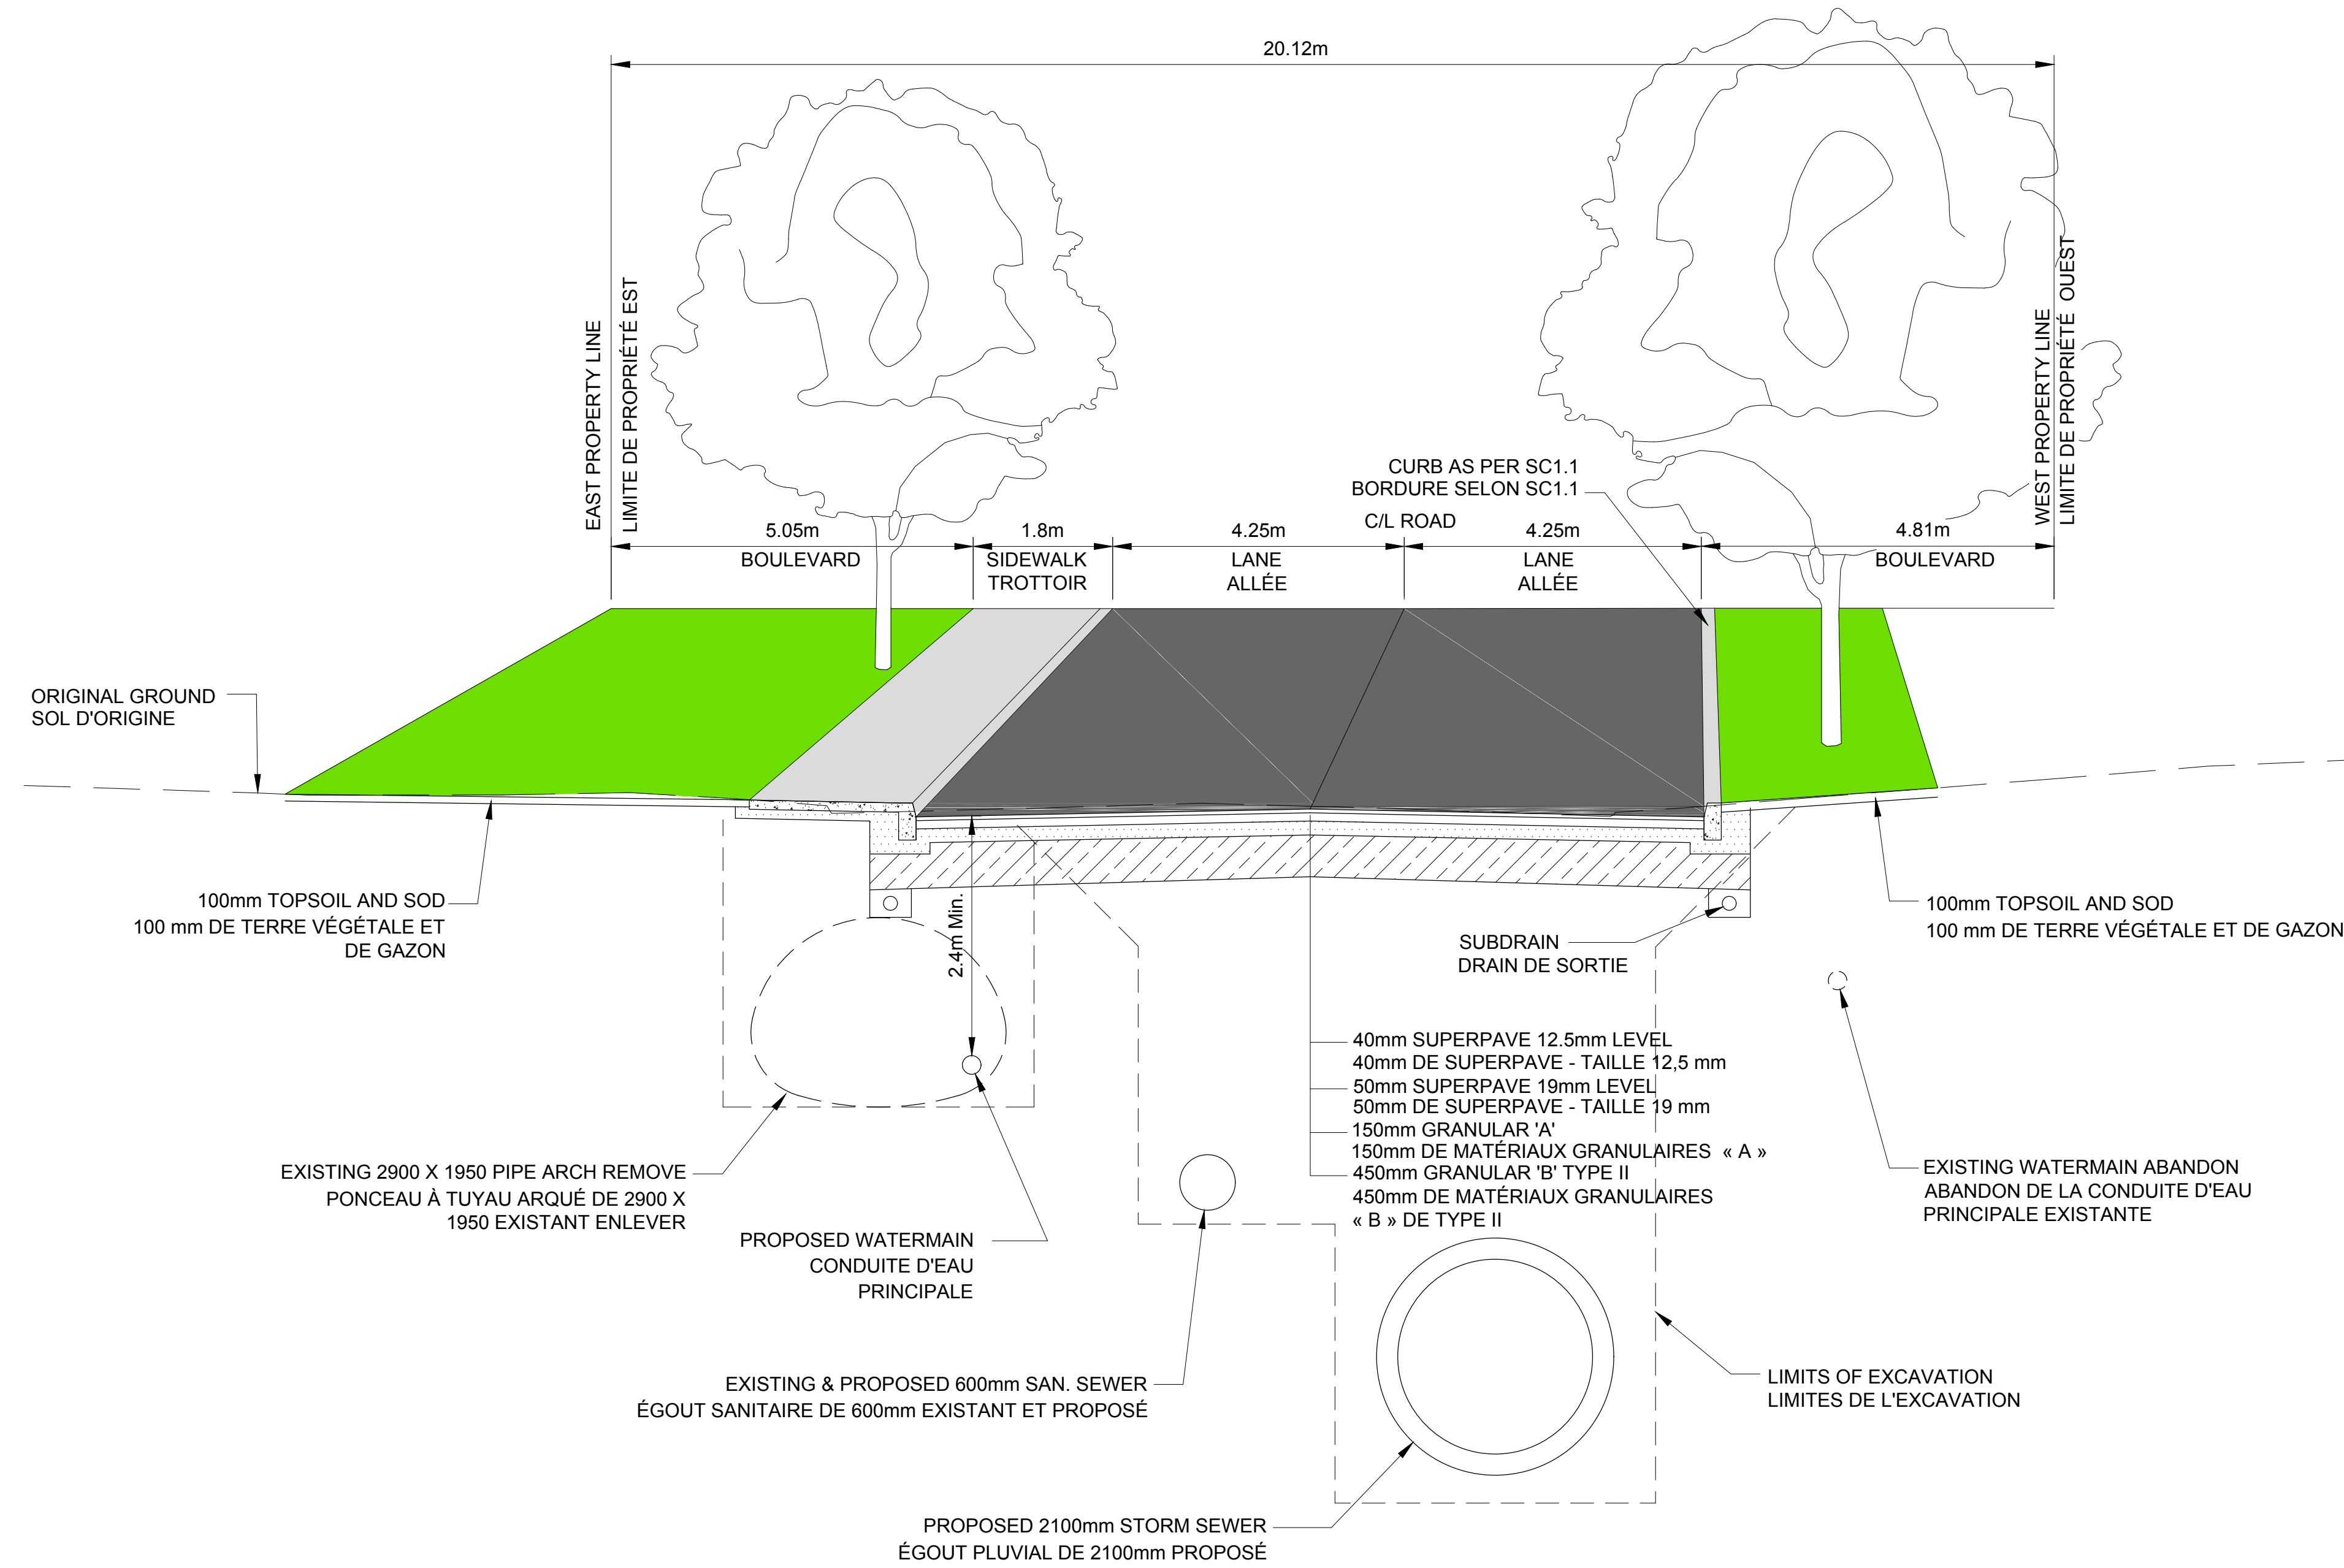 20.12m
EAST PROPERTY LINE
LIMITE DE PROPRIÉTÉ EST
WEST PROPERTY LINE
LIMITE DE PROPRIÉTÉ OUEST
CURB AS PER SC1.1
BORDURE SELON SC1.1
C/L ROAD
5.05m
BOULEVARD
1.8m
SIDEWALK
TROTTOIR
4.25m
LANE
ALLÉE
4.25m
LANE
ALLÉE
4.81m
BOULEVARD
ORIGINAL GROUND
SOL D'ORIGINE
100mm TOPSOIL AND SOD
100 mm DE TERRE VÉGÉTALE ET
DE GAZON
2.4m Min.
SUBDRAIN
DRAIN DE SORTIE
100mm TOPSOIL AND SOD
100 mm DE TERRE VÉGÉTALE ET DE GAZON
40mm SUPERPAVE 12.5mm LEVEL
40mm DE SUPERPAVE - TAILLE 12,5 mm
50mm SUPERPAVE 19mm LEVEL
50mm DE SUPERPAVE - TAILLE 19 mm
150mm GRANULAR 'A'
150mm DE MATÉRIAUX GRANULAIRES « A »
450mm GRANULAR 'B' TYPE II
450mm DE MATÉRIAUX GRANULAIRES
« B » DE TYPE II
EXISTING 2900 X 1950 PIPE ARCH REMOVE
PONCEAU À TUYAU ARQUÉ DE 2900 X
1950 EXISTANT ENLEVER
PROPOSED WATERMAIN
CONDUITE D'EAU
PRINCIPALE
EXISTING WATERMAIN ABANDON
ABANDON DE LA CONDUITE D'EAU
PRINCIPALE EXISTANTE
EXISTING & PROPOSED 600mm SAN. SEWER
ÉGOUT SANITAIRE DE 600mm EXISTANT ET PROPOSÉ
LIMITS OF EXCAVATION
LIMITES DE L'EXCAVATION
PROPOSED 2100mm STORM SEWER
ÉGOUT PLUVIAL DE 2100mm PROPOSÉ